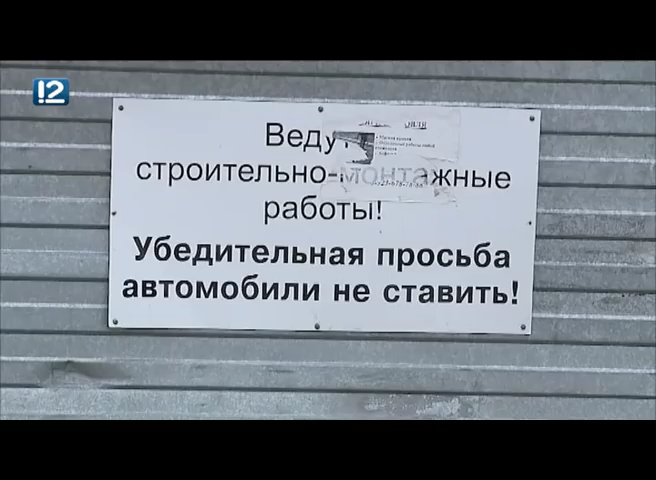 12
Веду
строительно-монтажные
работы!
Убедительная просьба
автомобили не ставить!